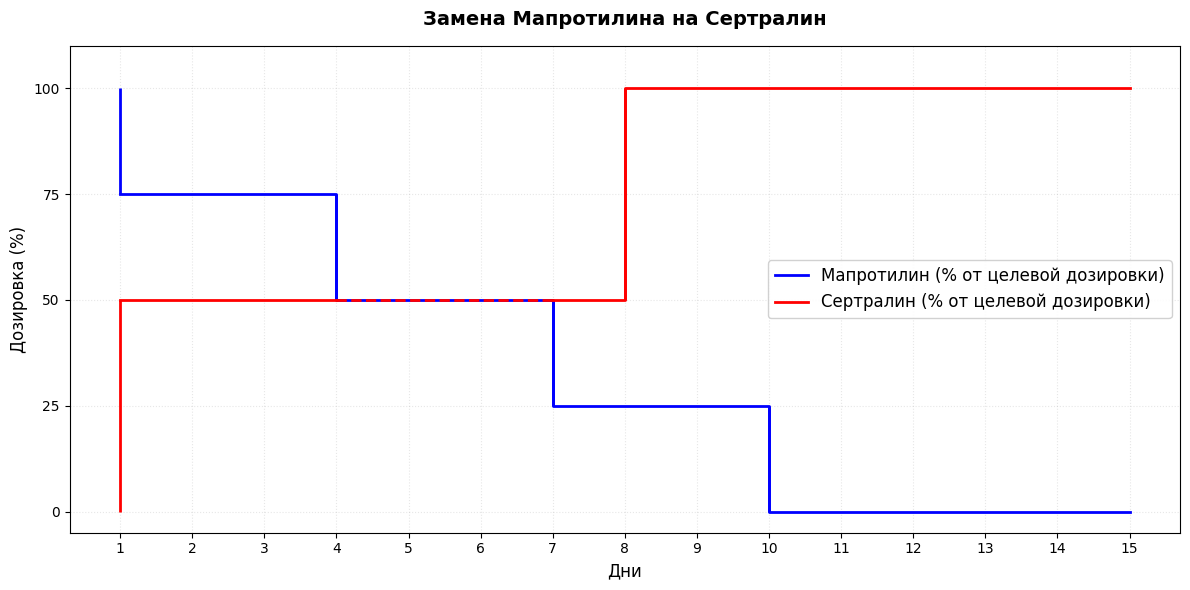 Замена Мапротилина на Сертралин
Дозировка (%)
100
75
50
25
0
Мапротилин (% от целевой дозировки)
Сертралин (% от целевой дозировки)
1 2 3 4 5 6 7 8 9 10 11 12 13 14 15
Дни